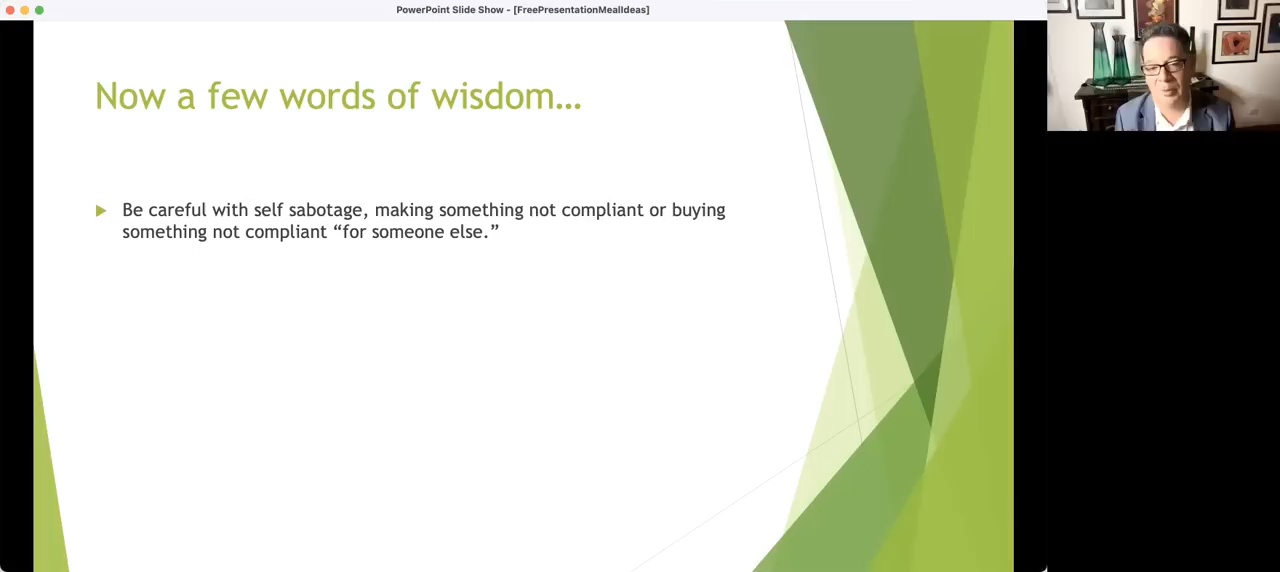 PowerPoint Slide Show - [FreePresentationMealIdeas]
Now a few words of wisdom…
Be careful with self sabotage, making something not compliant or buying
something not compliant “for someone else.”